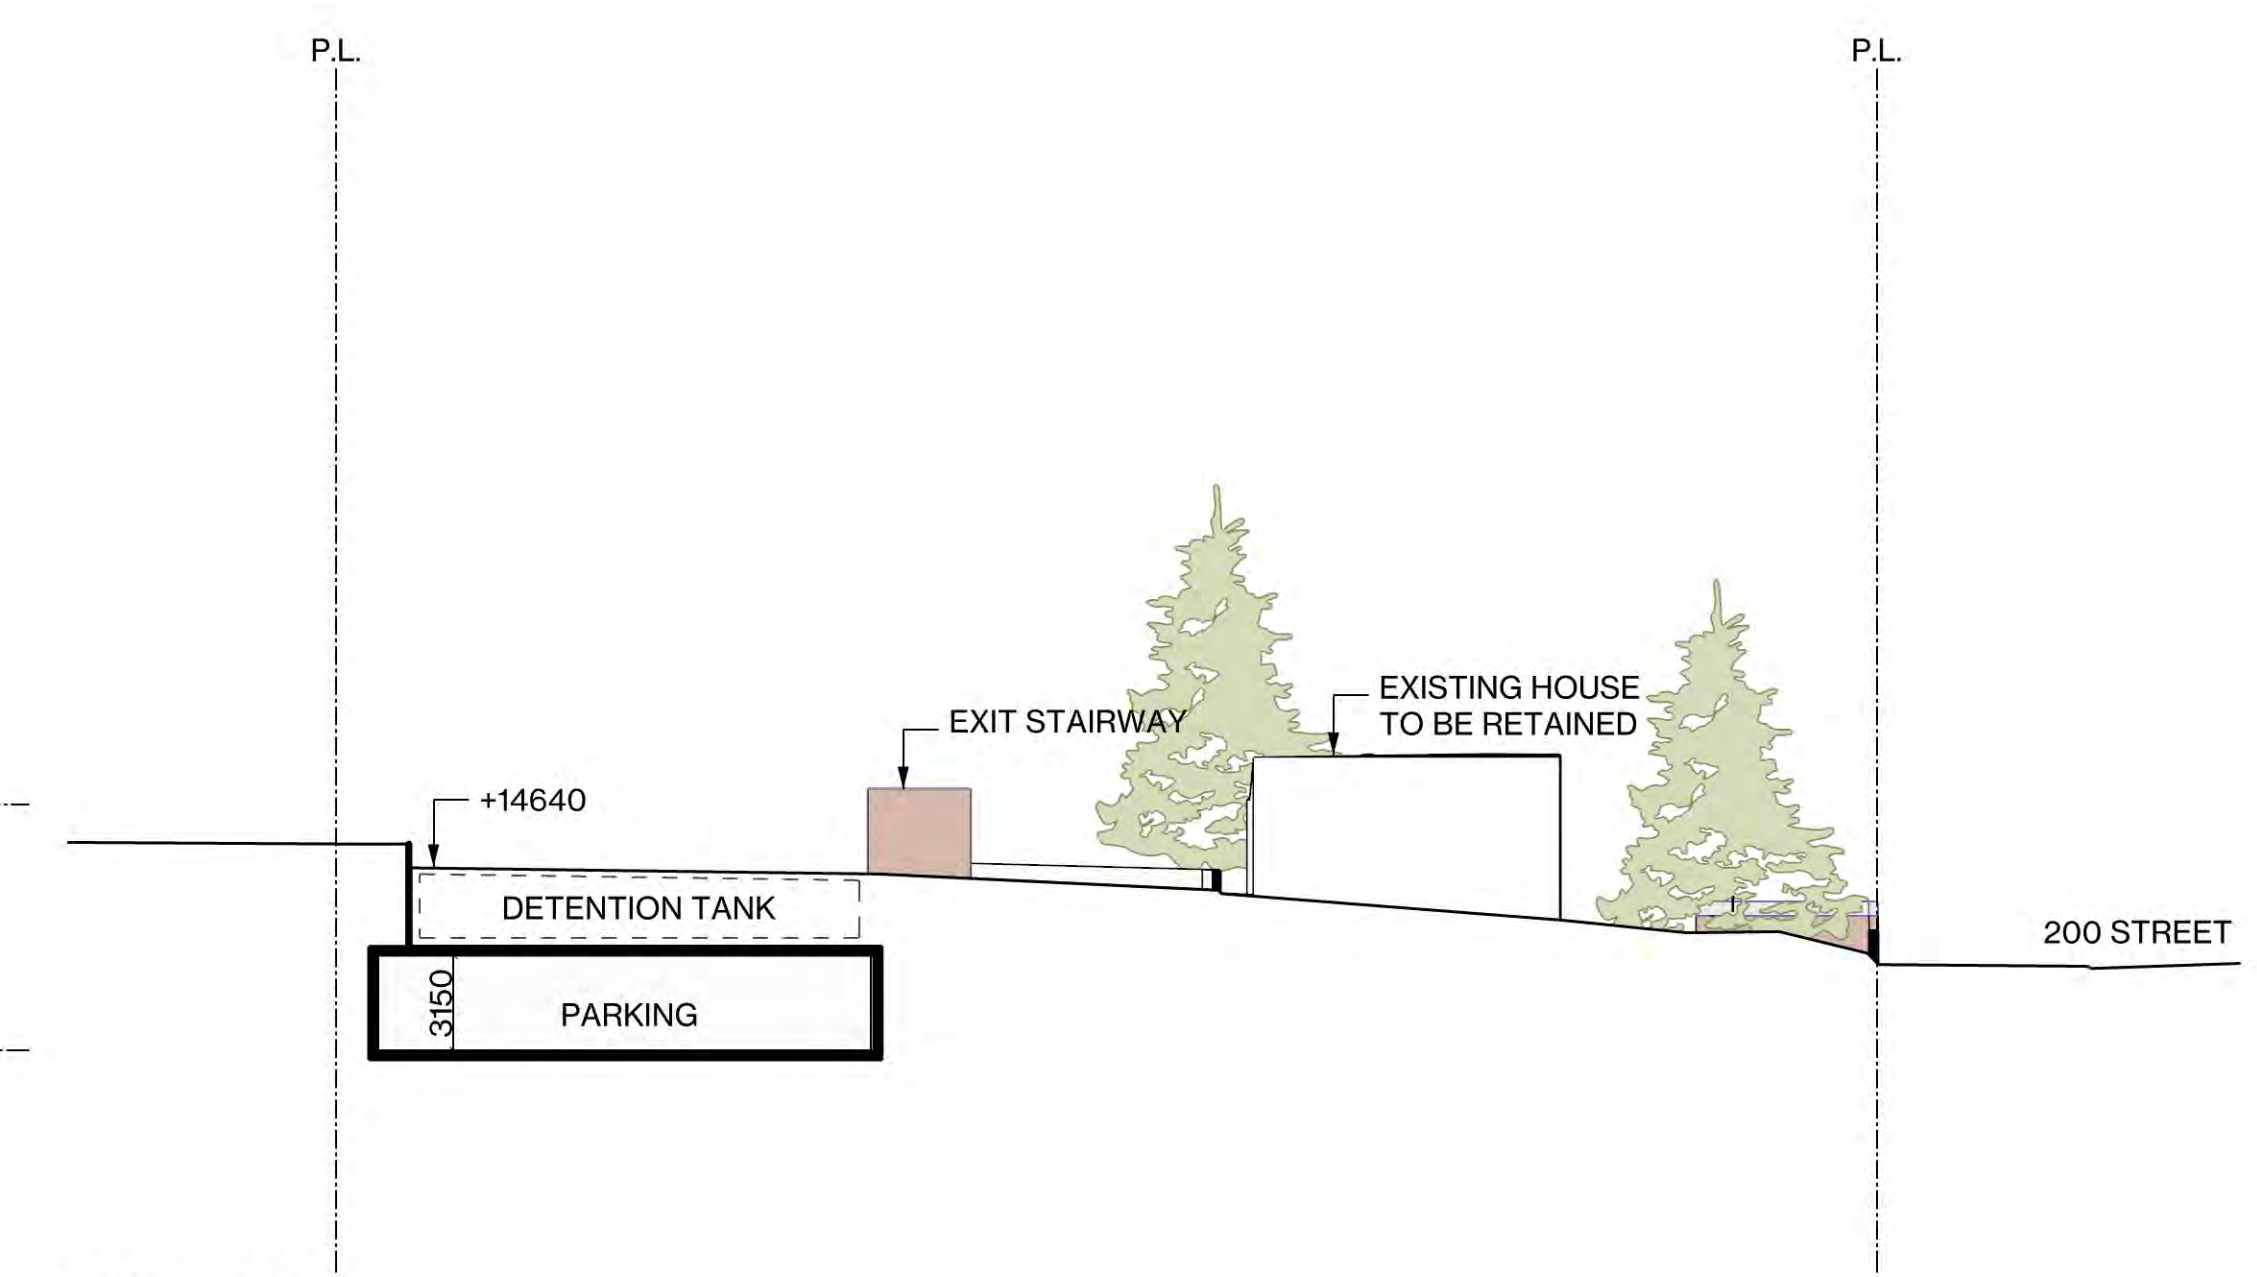 P.L.
P.L.
EXISTING HOUSE
TO BE RETAINED
EXIT STAIRWAY
+14640
DETENTION TANK
200 STREET
3150
PARKING